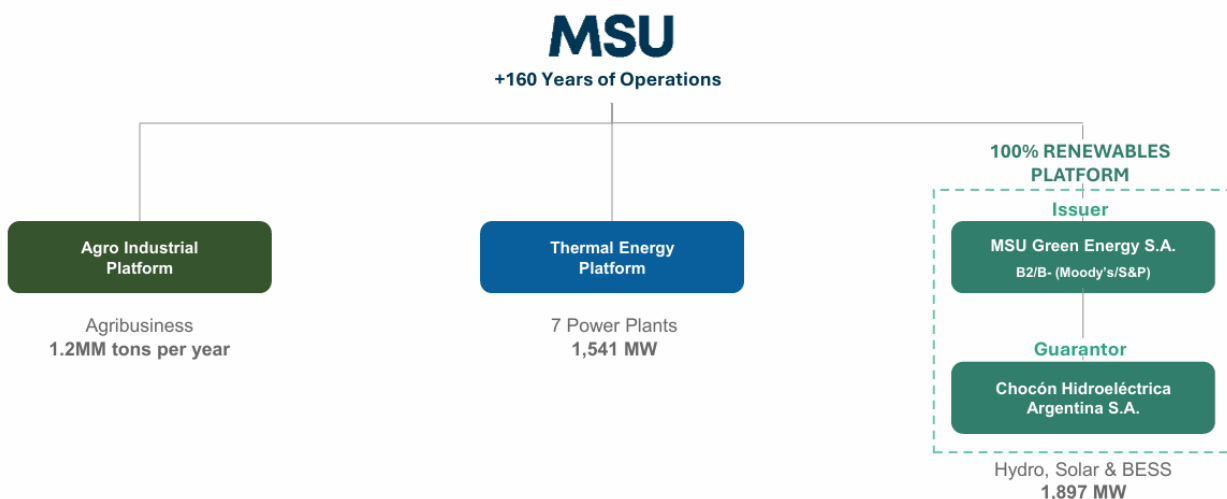 MSU
+160 Years of Operations
100% RENEWABLES
PLATFORM
Issuer
Agro Industrial
Platform
Thermal Energy
Platform
MSU Green Energy S.A.
B2/B- (Moody's/S&P)
Agribusiness
1.2MM tons per year
7 Power Plants
1,541 MW
Guarantor
Chocón Hidroeléctrica
Argentina S.A.
Hydro, Solar & BESS
1,897 MW